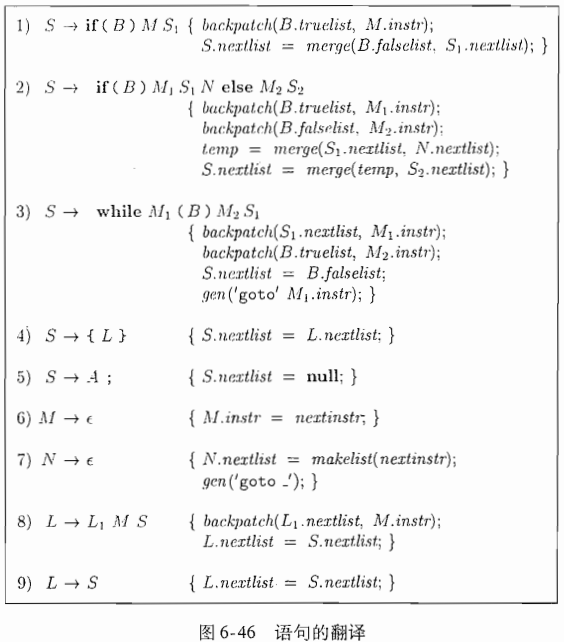 1) S → if ( B ) M S₁ { backpatch(B.truelist, M.instr);
S.nextlist = merge(B.falselist, S₁.nextlist); }
2) S → if ( B ) M₁ S₁ N else M₂ S₂
{ backpatch(B.truelist, M₁.instr);
backpatch(B.falselist, M₂.instr);
temp = merge(S₁.nextlist, N.nextlist);
S.nextlist = merge(temp, S₂.nextlist); }
3) S → while M₁ ( B ) M₂ S₁
{ backpatch(S₁.nextlist, M₁.instr);
backpatch(B.truelist, M₂.instr);
S.nextlist = B.falselist;
gen('goto' M₁.instr); }
4) S → { L } { S.nextlist = L.nextlist; }
5) S → A ; { S.nextlist = null; }
6) M → ϵ { M.instr = nextinstr; }
7) N → ϵ { N.nextlist = makelist(nextinstr);
gen('goto _'); }
8) L → L₁ M S { backpatch(L₁.nextlist, M.instr);
L.nextlist = S.nextlist; }
9) L → S { L.nextlist = S.nextlist; }
图 6-46 语句的翻译